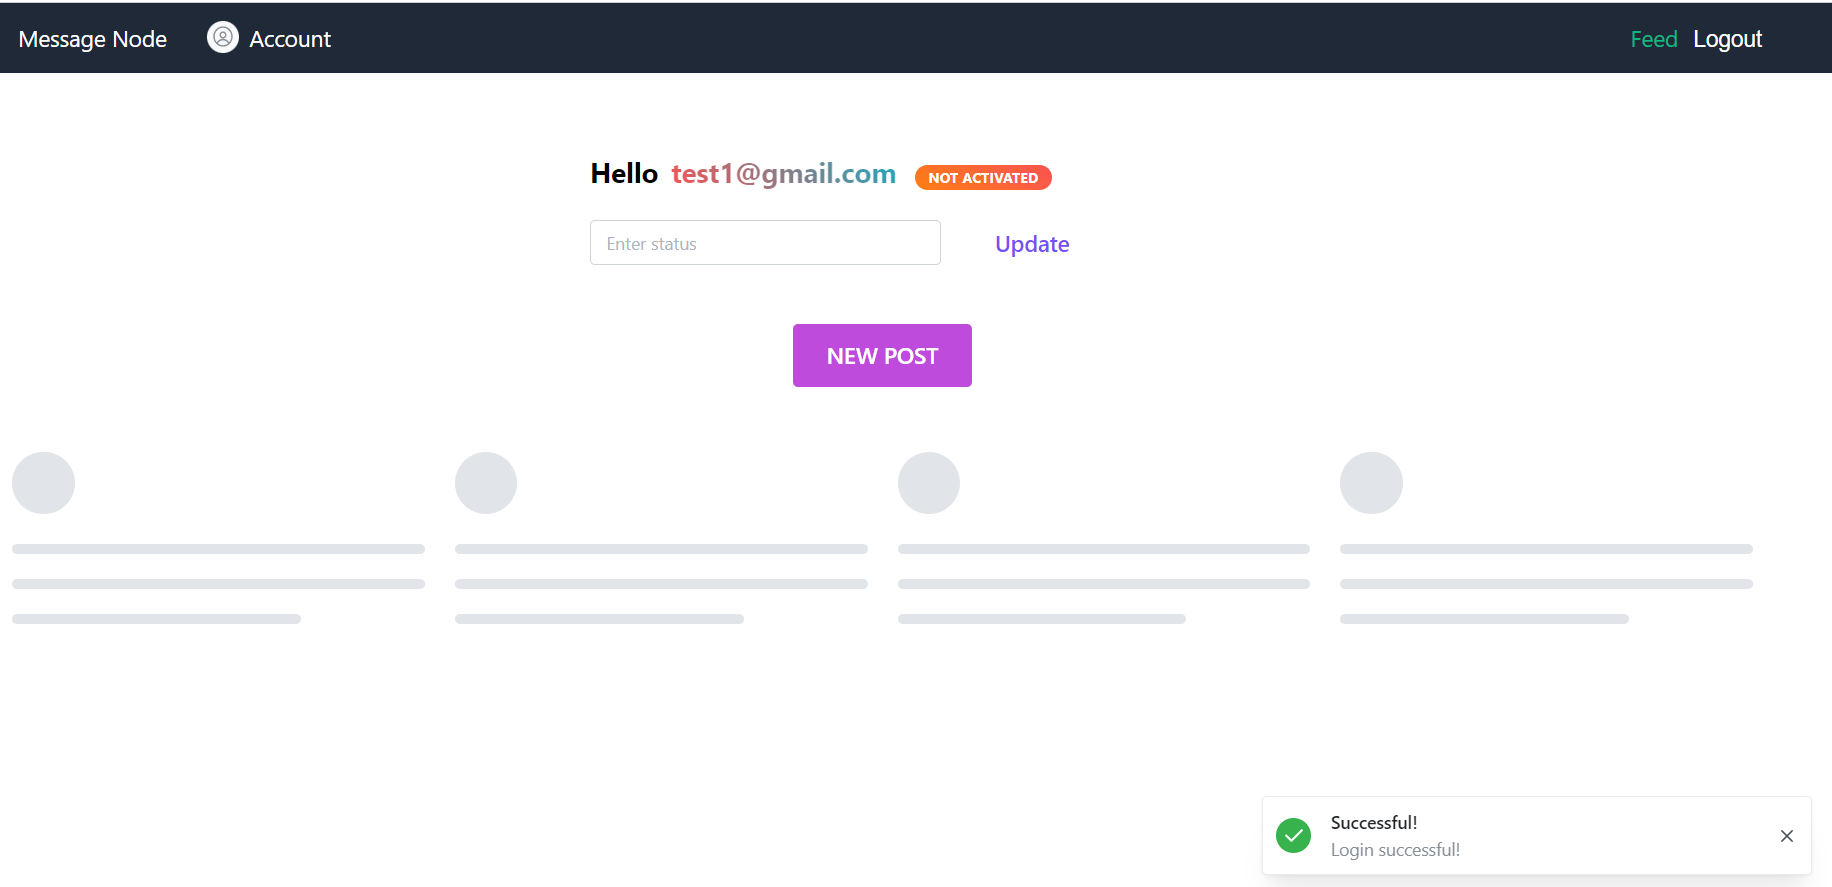 Message Node Account Feed Logout
Hello test1@gmail.com NOT ACTIVATED
Enter status Update
NEW POST
Successful!
Login successful!